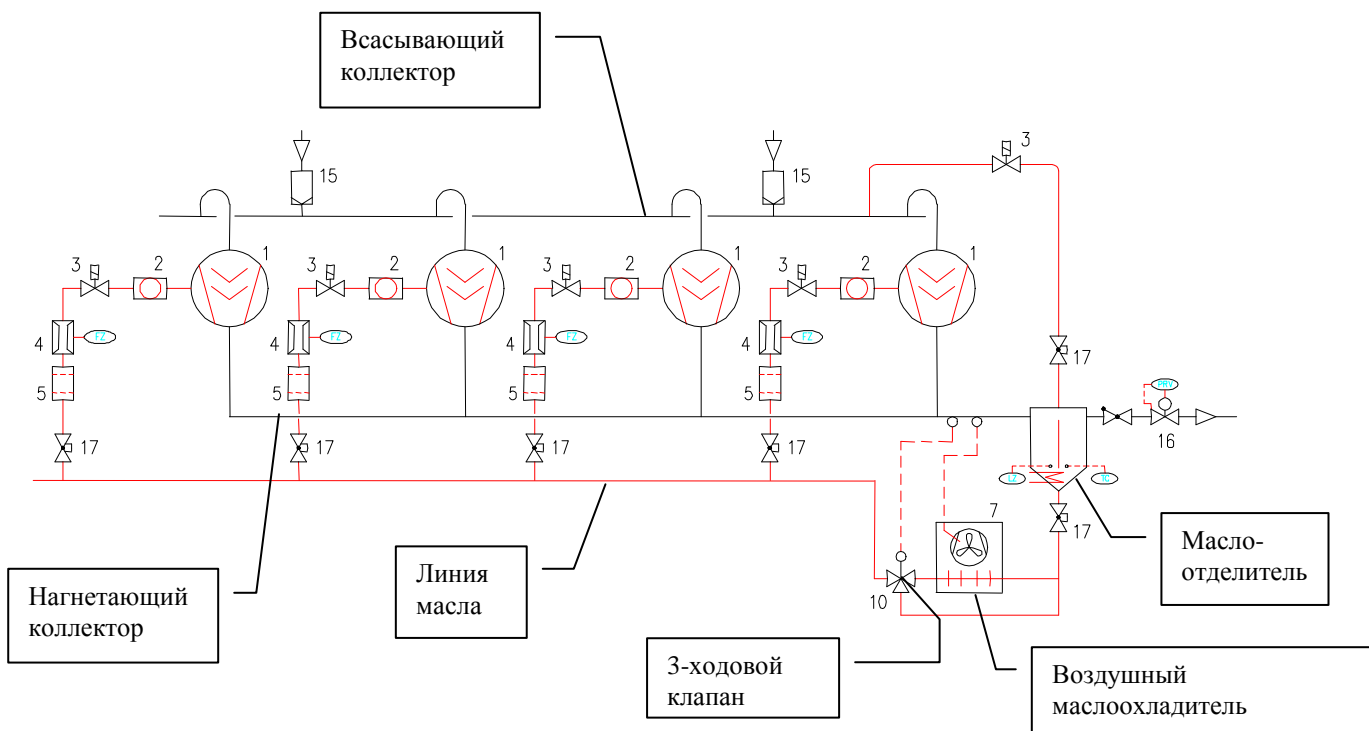 Всасывающий
коллектор
3
15
15
1
1
1
1
3
2
3
2
3
2
3
2
4
FZ
4
FZ
4
FZ
4
FZ
17
5
5
5
5
PRV
16
17
17
17
17
LZ
TC
17
7
10
Нагнетающий
коллектор
Линия
масла
Масло-
отделитель
3-ходовой
клапан
Воздушный
маслоохладитель